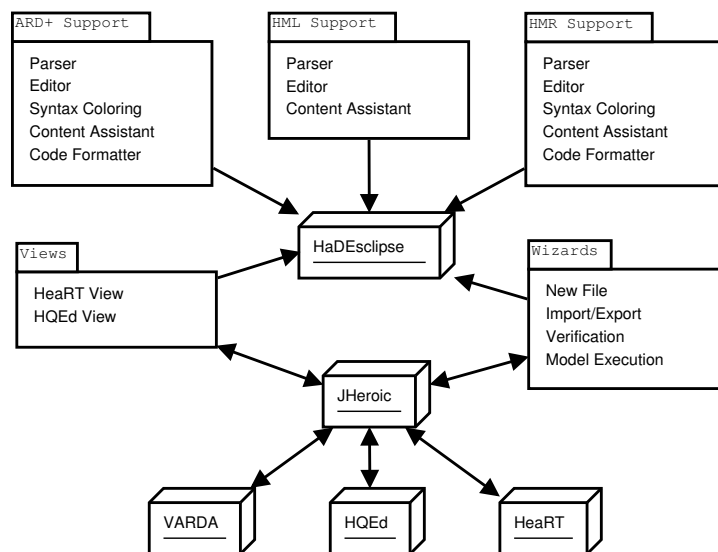 ARD+ Support
Parser
Editor
Syntax Coloring
Content Assistant
Code Formatter
HML Support
Parser
Editor
Content Assistant
HMR Support
Parser
Editor
Syntax Coloring
Content Assistant
Code Formatter
HaDEsclipse
Views
HeaRT View
HQEd View
Wizards
New File
Import/Export
Verification
Model Execution
JHeroic
VARDA
HQEd
HeaRT